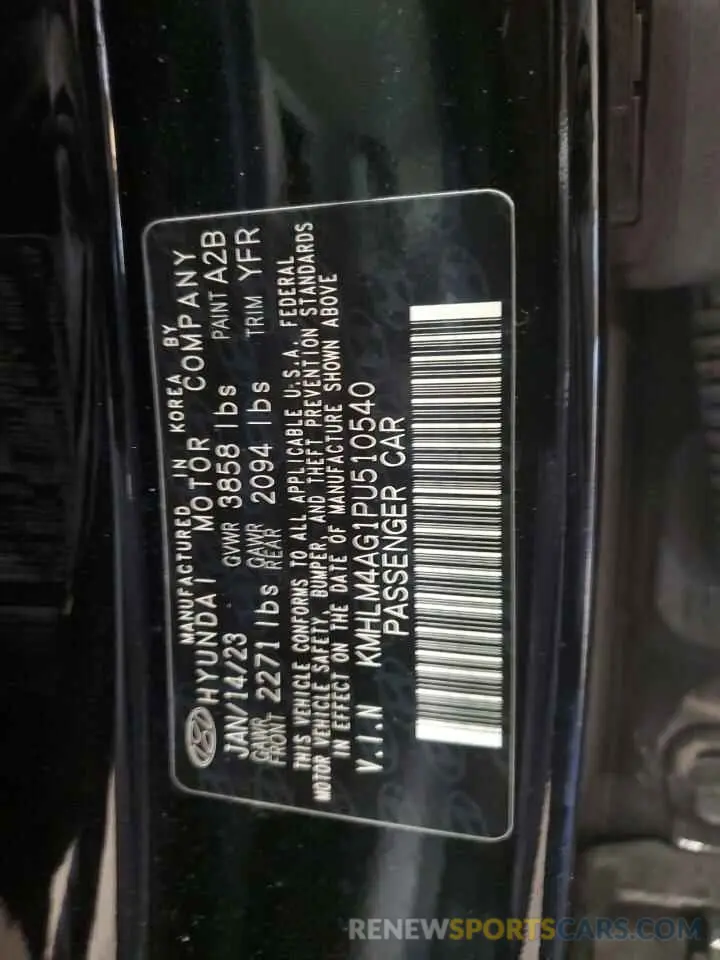 MANUFACTURED IN KOREA BY
HYUNDAI MOTOR COMPANY
JAN/14/23 GVWR 3858 lbs PAINT A2B
GAWR FRONT 2271 lbs GAWR REAR 2094 lbs TRIM YFR
THIS VEHICLE CONFORMS TO ALL APPLICABLE U.S.A. FEDERAL
MOTOR VEHICLE SAFETY, BUMPER, AND THEFT PREVENTION STANDARDS
IN EFFECT ON THE DATE OF MANUFACTURE SHOWN ABOVE
V.I.N KMHLM4AG1PU510540
PASSENGER CAR
RENEWSPORTSCARS.COM